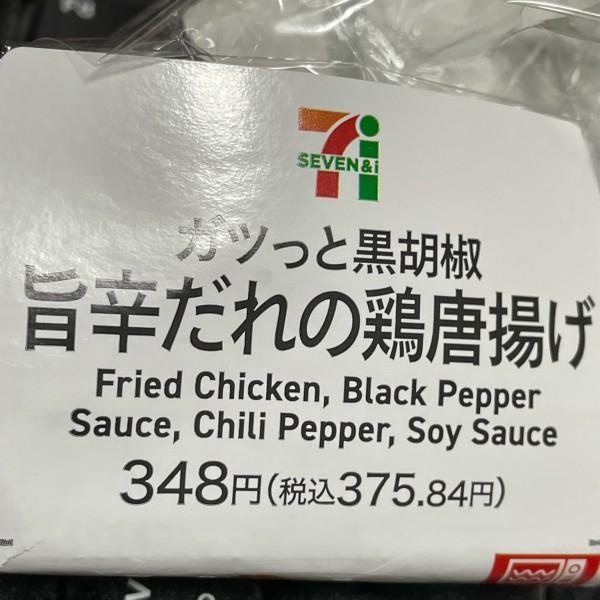 SEVEN&i
ガツっと黒胡椒
旨辛だれの鶏唐揚げ
Fried Chicken, Black Pepper
Sauce, Chili Pepper, Soy Sauce
348円(税込375.84円)